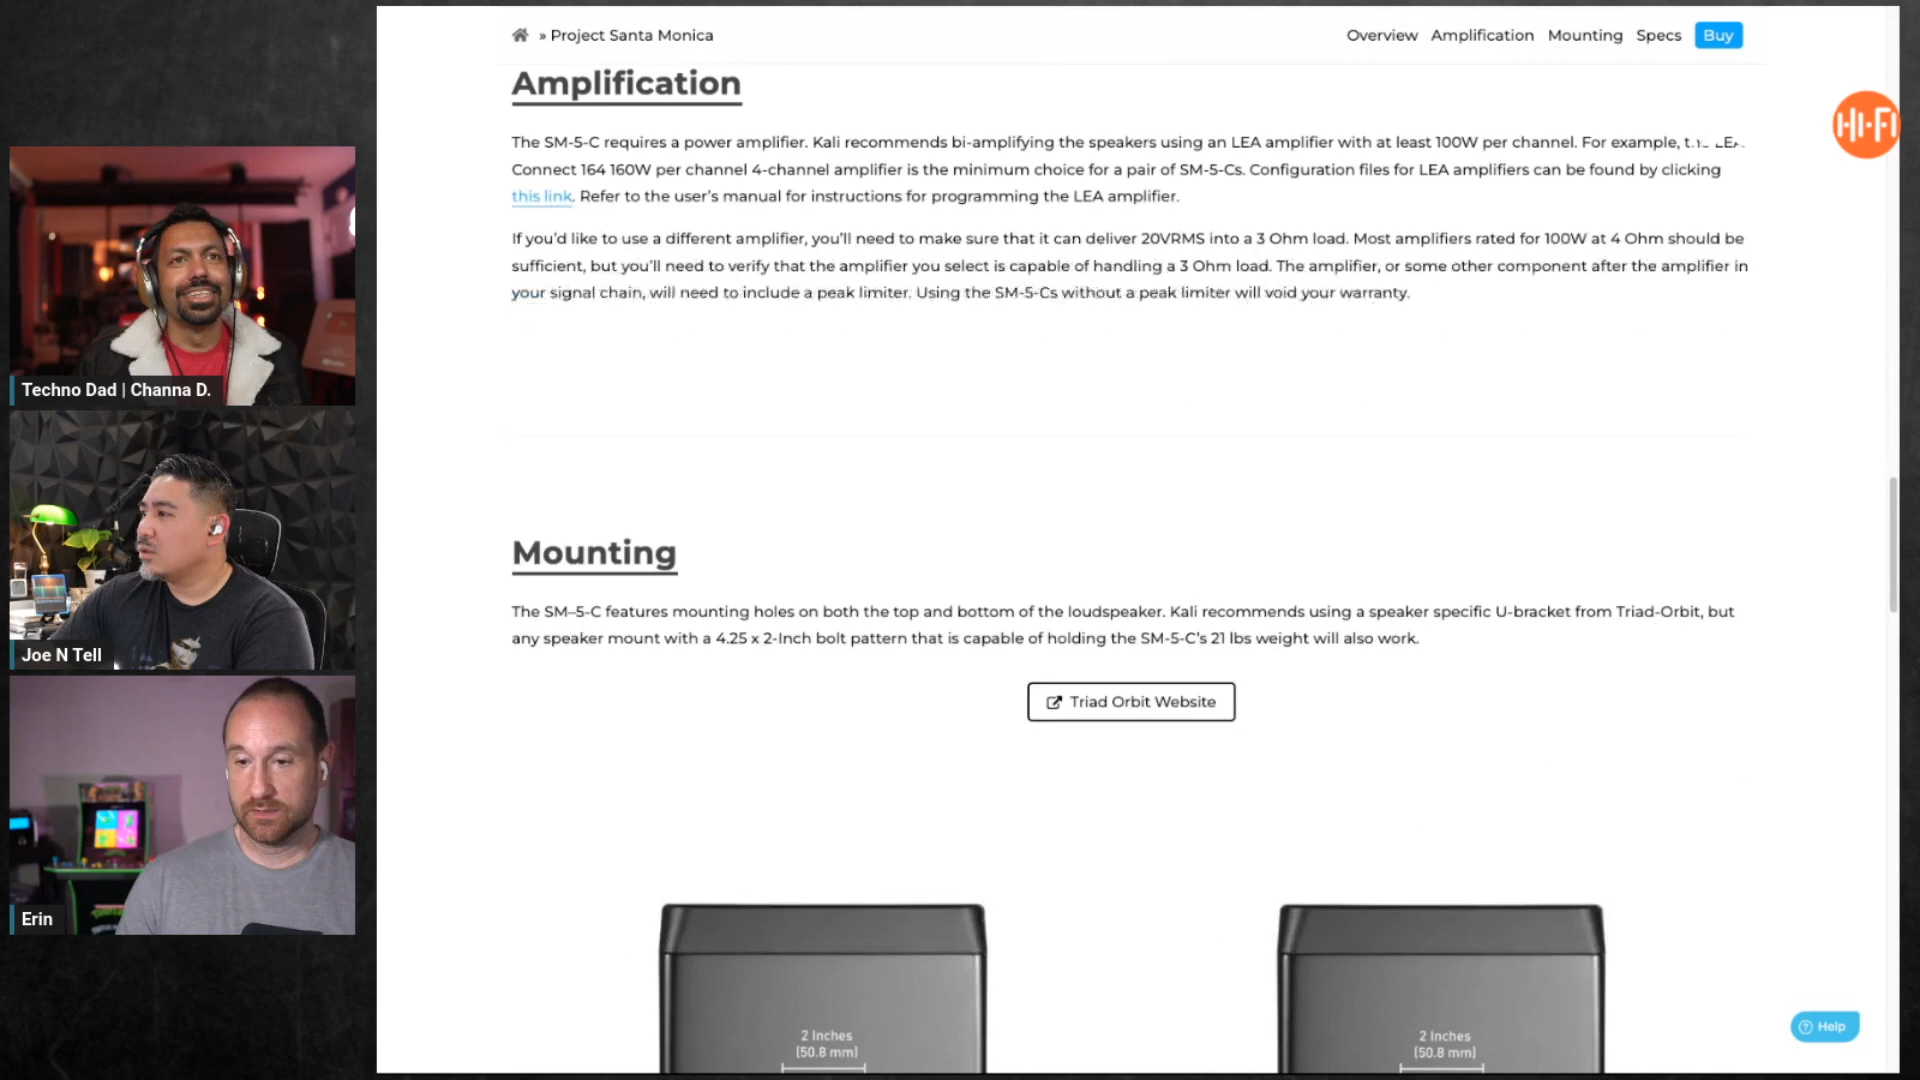 » Project Santa Monica
Overview Amplification Mounting Specs Buy
Amplification
HI-FI
The SM-5-C requires a power amplifier. Kali recommends bi-amplifying the speakers using an LEA amplifier with at least 100W per channel. For example,
Connect 164 160W per channel 4-channel amplifier is the minimum choice for a pair of SM-5-Cs. Configuration files for LEA amplifiers can be found by clicking
this link. Refer to the user’s manual for instructions for programming the LEA amplifier.
If you’d like to use a different amplifier, you’ll need to make sure that it can deliver 20VRMS into a 3 Ohm load. Most amplifiers rated for 100W at 4 Ohm should be
sufficient, but you’ll need to verify that the amplifier you select is capable of handling a 3 Ohm load. The amplifier, or some other component after the amplifier in
your signal chain, will need to include a peak limiter. Using the SM-5-Cs without a peak limiter will void your warranty.
Techno Dad | Channa D.
Mounting
The SM–5-C features mounting holes on both the top and bottom of the loudspeaker. Kali recommends using a speaker specific U-bracket from Triad-Orbit, but
any speaker mount with a 4.25 x 2-Inch bolt pattern that is capable of holding the SM-5-C’s 21 lbs weight will also work.
Joe N Tell
Triad Orbit Website
Erin
2 Inches
(50.8 mm)
2 Inches
(50.8 mm)
Help